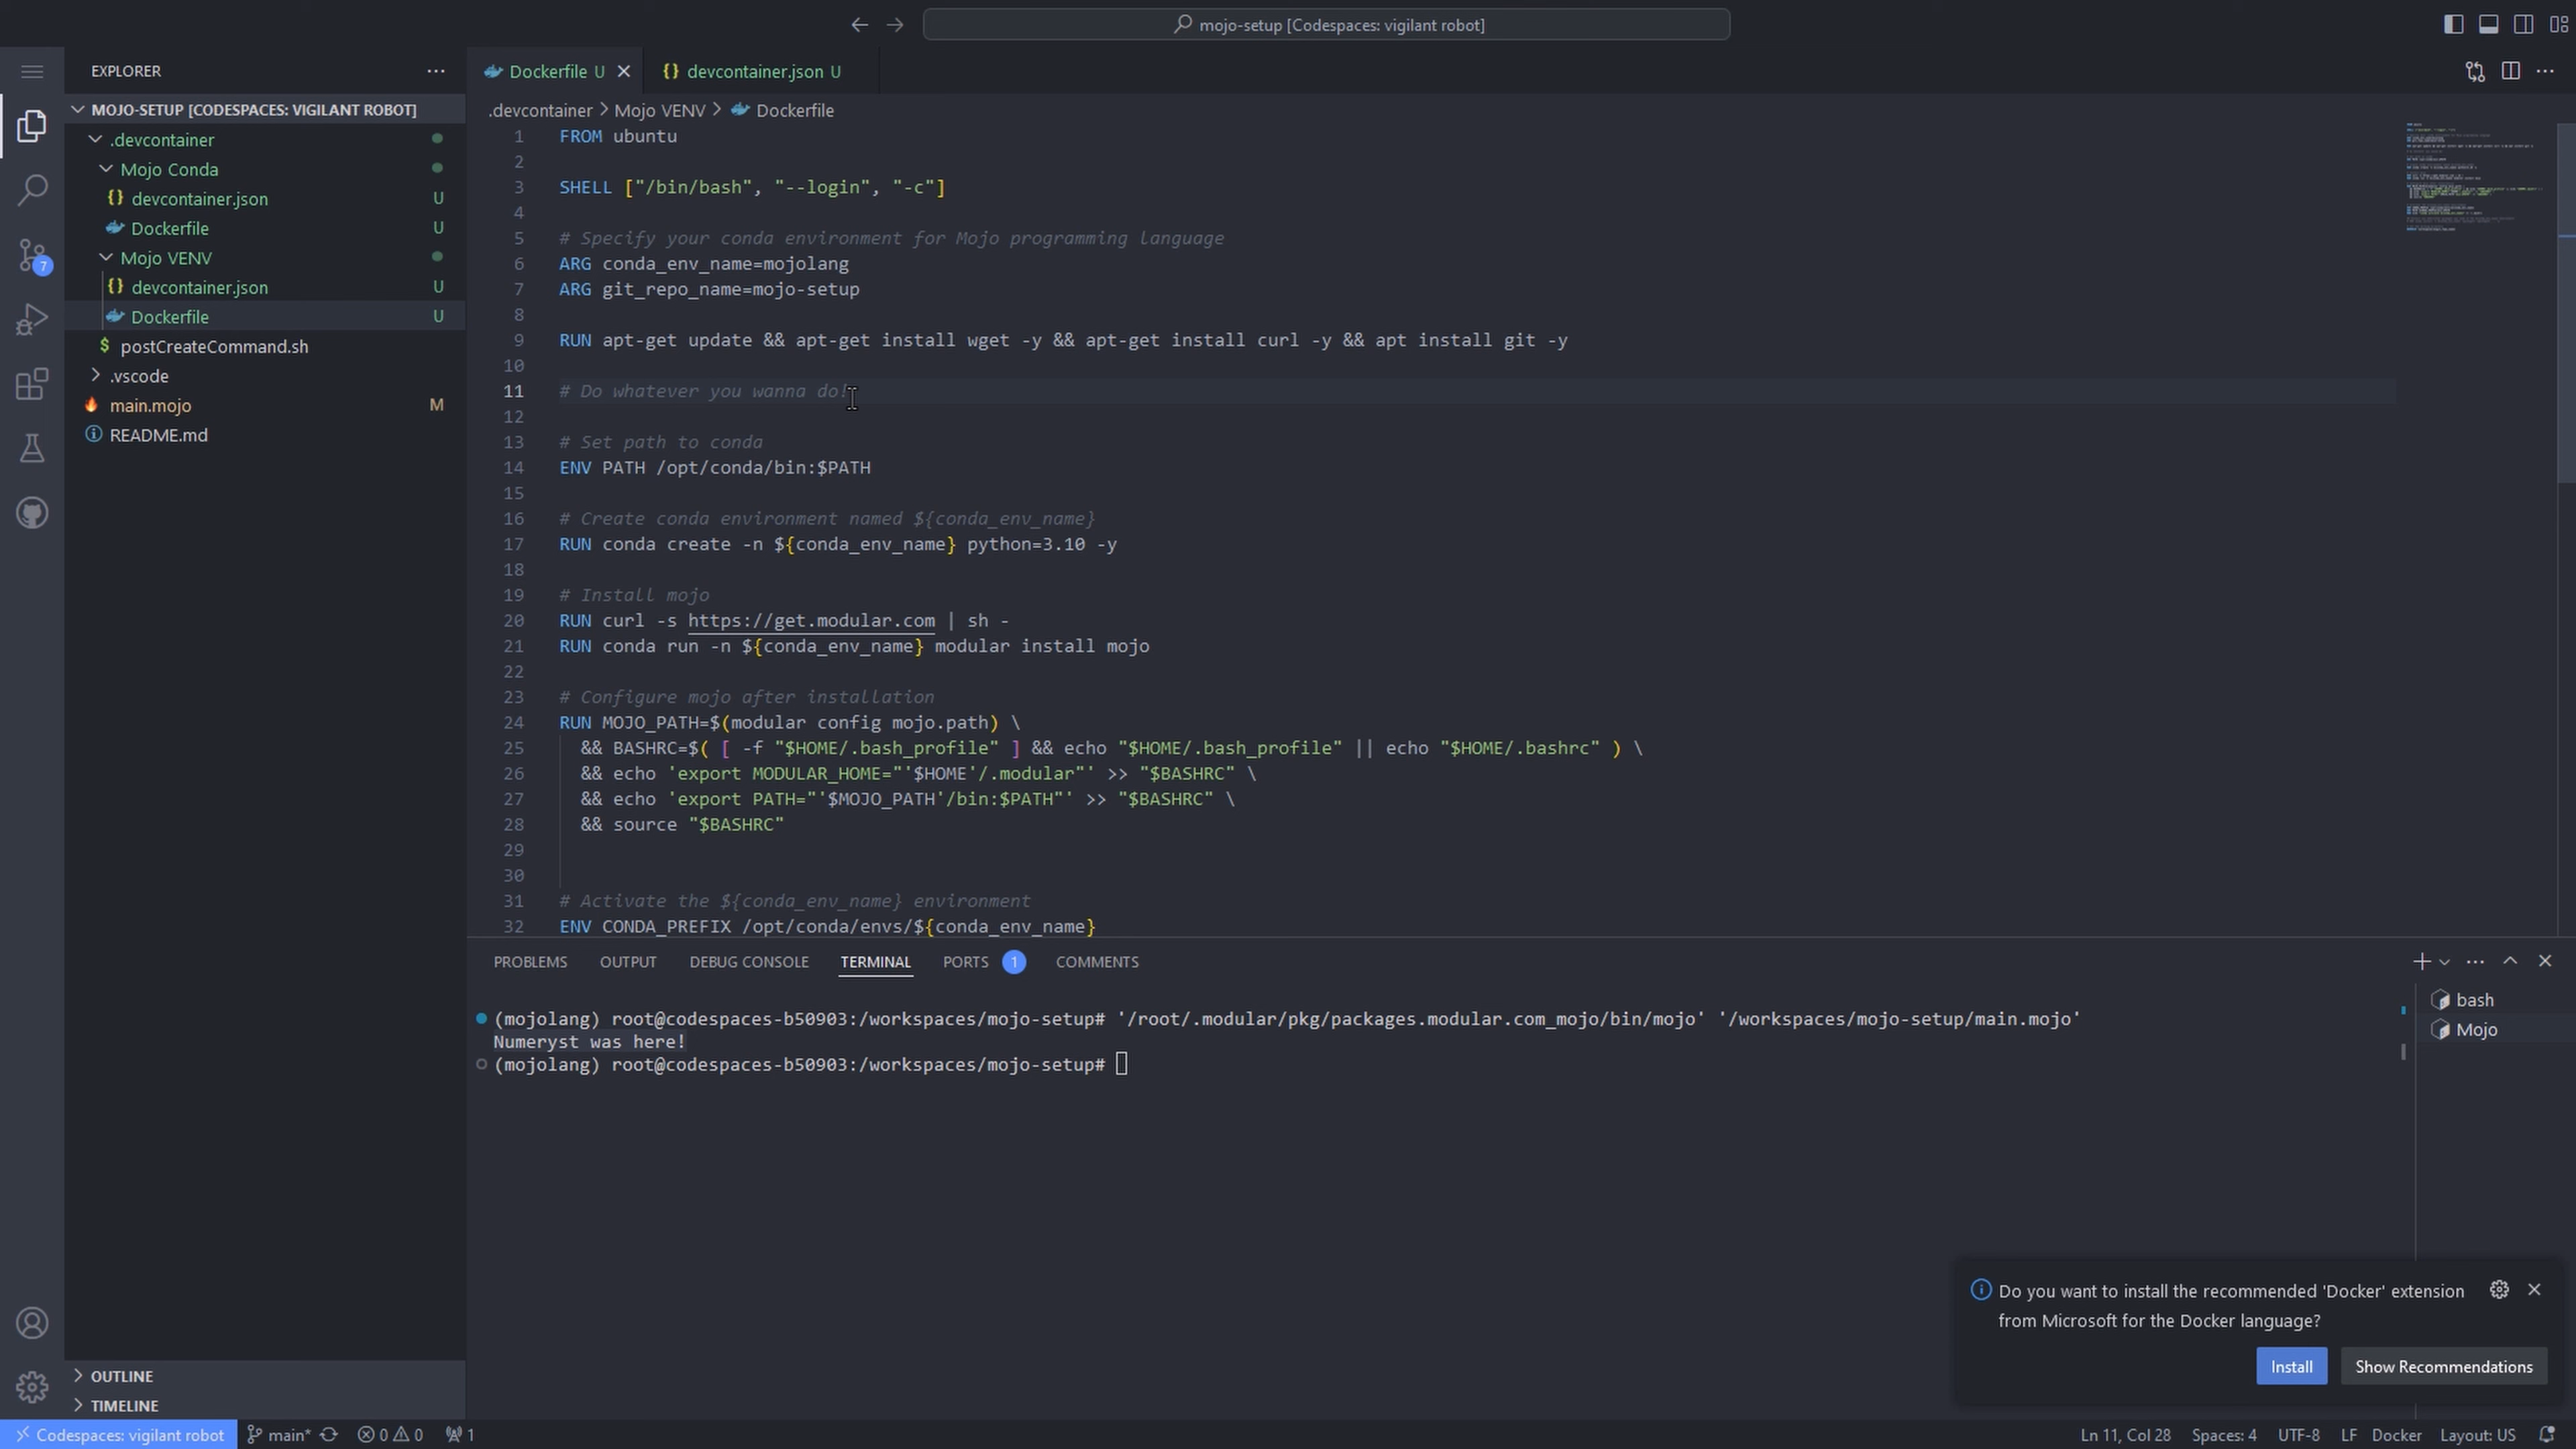 mojo-setup [Codespaces: vigilant robot]
EXPLORER
MOJO-SETUP [CODESPACES: VIGILANT ROBOT]
.devcontainer
Mojo Conda
{} devcontainer.json U
Dockerfile U
Mojo VENV
{} devcontainer.json U
Dockerfile U
$ postCreateCommand.sh
.vscode
main.mojo M
README.md
7
OUTLINE
TIMELINE
Dockerfile U
{} devcontainer.json U
.devcontainer > Mojo VENV > Dockerfile
1 FROM ubuntu
2
3 SHELL ["/bin/bash", "--login", "-c"]
4
5 # Specify your conda environment for Mojo programming language
6 ARG conda_env_name=mojolang
7 ARG git_repo_name=mojo-setup
8
9 RUN apt-get update && apt-get install wget -y && apt-get install curl -y && apt install git -y
10
11 # Do whatever you wanna do!
12
13 # Set path to conda
14 ENV PATH /opt/conda/bin:$PATH
15
16 # Create conda environment named ${conda_env_name}
17 RUN conda create -n ${conda_env_name} python=3.10 -y
18
19 # Install mojo
20 RUN curl -s https://get.modular.com | sh -
21 RUN conda run -n ${conda_env_name} modular install mojo
22
23 # Configure mojo after installation
24 RUN MOJO_PATH=$(modular config mojo.path) \
25 && BASHRC=$( [ -f "$HOME/.bash_profile" ] && echo "$HOME/.bash_profile" || echo "$HOME/.bashrc" ) \
26 && echo 'export MODULAR_HOME="'$HOME'/.modular"' >> "$BASHRC" \
27 && echo 'export PATH="'$MOJO_PATH'/bin:$PATH"' >> "$BASHRC" \
28 && source "$BASHRC"
29
30
31 # Activate the ${conda_env_name} environment
32 ENV CONDA_PREFIX /opt/conda/envs/${conda_env_name}
PROBLEMS OUTPUT DEBUG CONSOLE TERMINAL PORTS 1 COMMENTS
(mojolang) root@codespaces-b50903:/workspaces/mojo-setup# '/root/.modular/pkg/packages.modular.com_mojo/bin/mojo' '/workspaces/mojo-setup/main.mojo'
Numeryst was here!
(mojolang) root@codespaces-b50903:/workspaces/mojo-setup#
bash
Mojo
Do you want to install the recommended 'Docker' extension
from Microsoft for the Docker language?
Install
Show Recommendations
Codespaces: vigilant robot main* 0 0 1
Ln 11, Col 28 Spaces: 4 UTF-8 LF Docker Layout: US